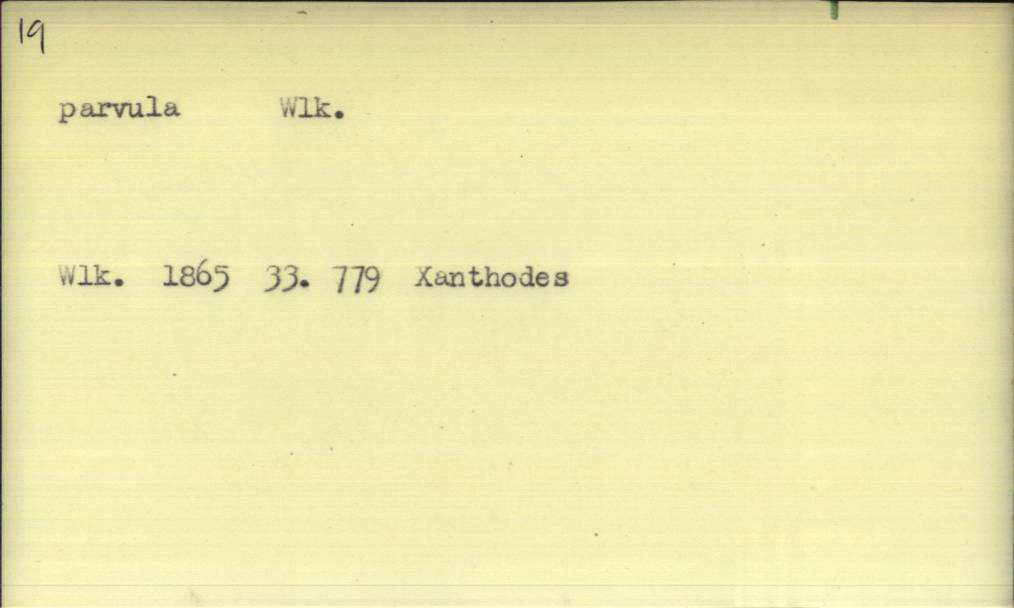 19
parvula Wlk.
Wlk. 1865 33. 779 Xanthodes